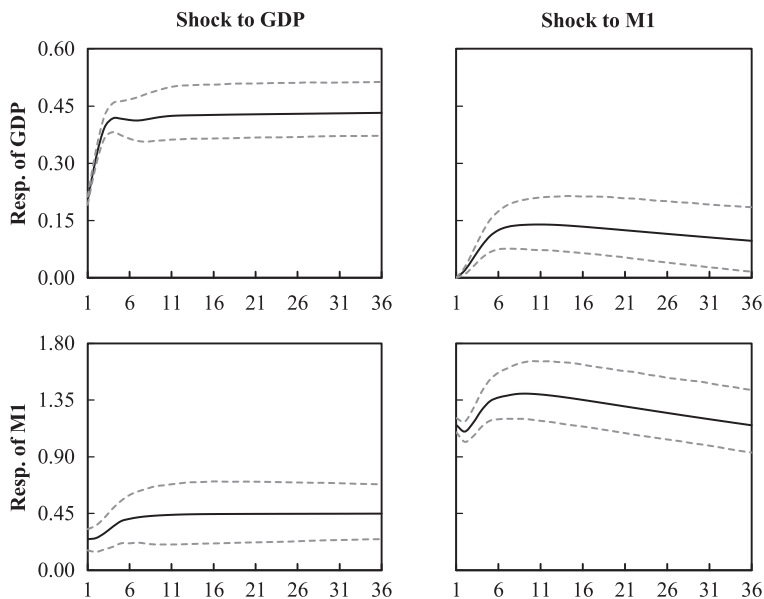 Shock to GDP
Shock to M1
Resp. of GDP
0.60
0.45
0.30
0.15
0.00
1 6 11 16 21 26 31 36
1 6 11 16 21 26 31 36
Resp. of M1
1.80
1.35
0.90
0.45
0.00
1 6 11 16 21 26 31 36
1 6 11 16 21 26 31 36